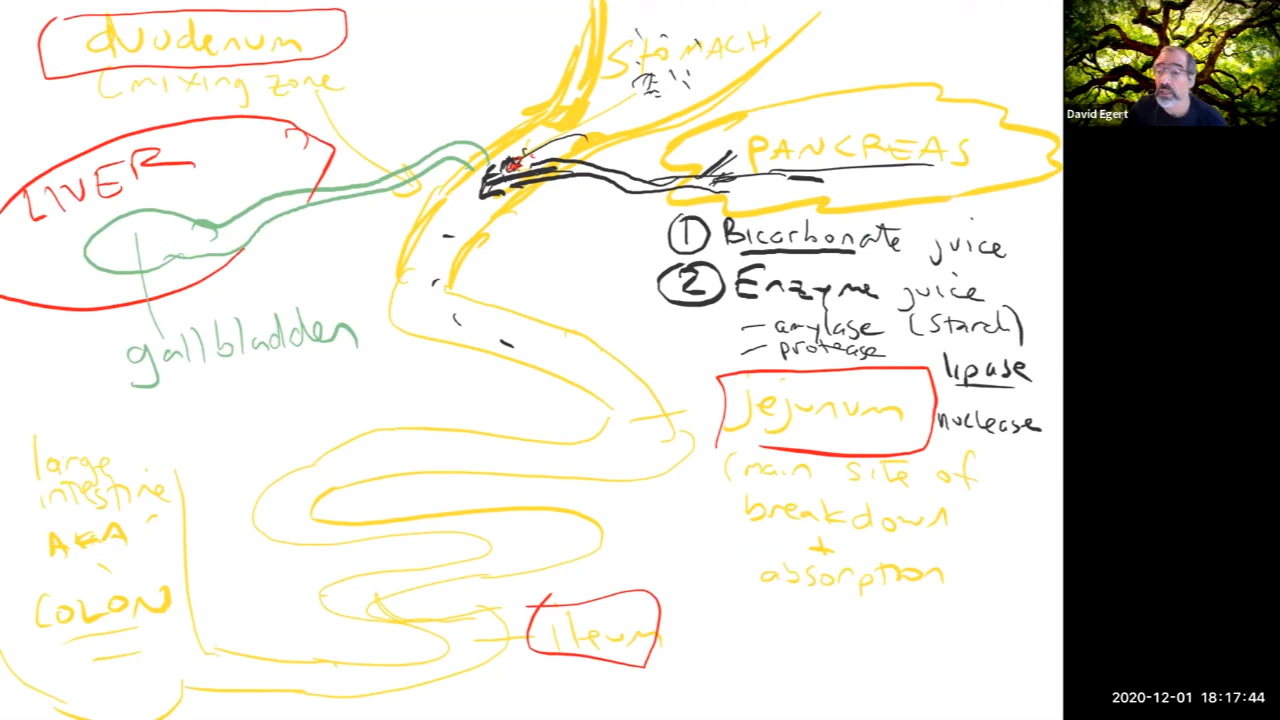 duodenum
(mixing zone
STOMACH
LIVER
PANCREAS
David Egert
① Bicarbonate juice
② Enzyme juice
- amylase (starch)
- protease
lipase
nuclease
gallbladder
jejunum
(main site of
breakdown
+
absorption
large
intestine
AKA
COLON
Ileum
2020-12-01 18:17:44